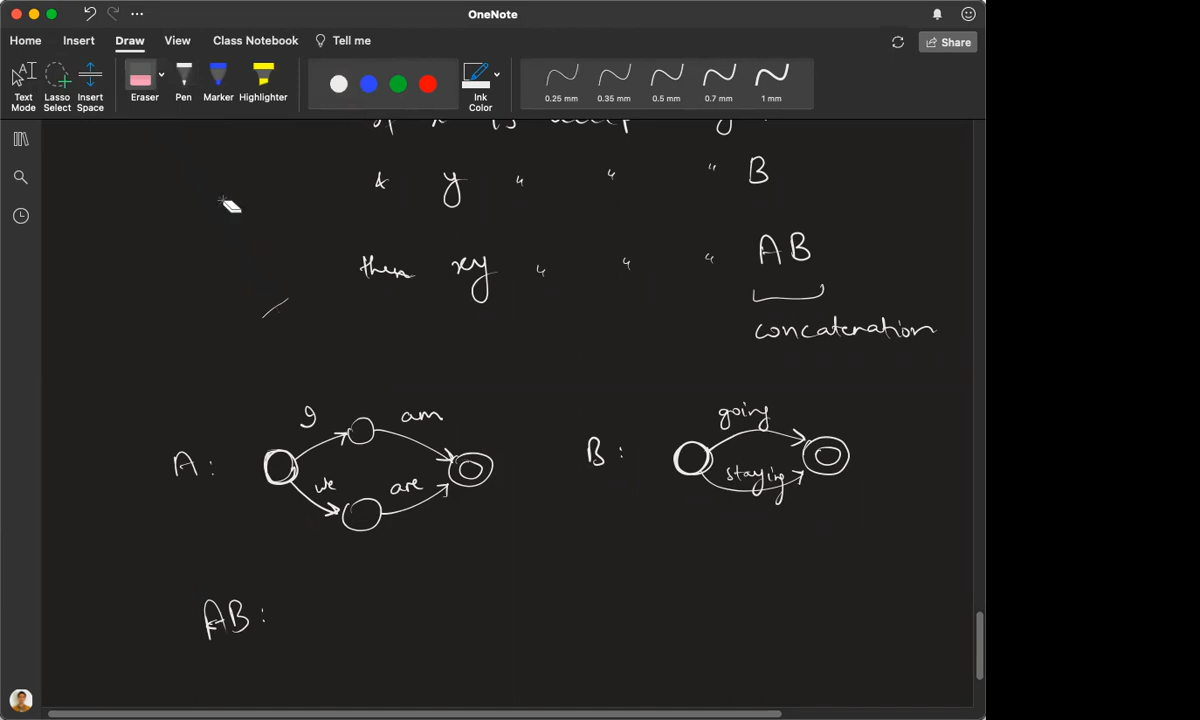 OneNote
Home Insert Draw View Class Notebook Tell me Share
Text Mode Lasso Select Insert Space Eraser Pen Marker Highlighter Ink Color 0.25 mm 0.35 mm 0.5 mm 0.7 mm 1 mm
& y " " " B
then xy " " " AB
concatenation
A: I am we are
B: going staying
AB: